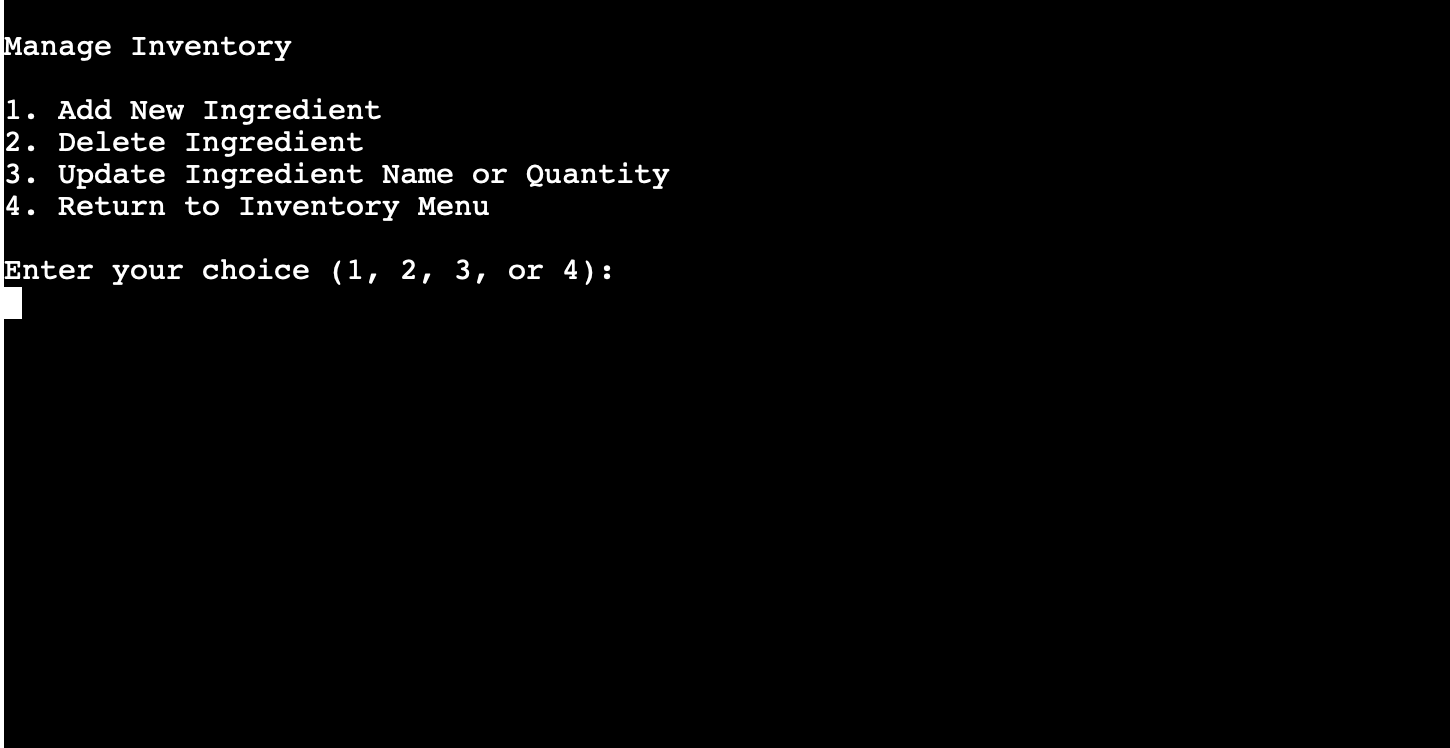 Manage Inventory
1. Add New Ingredient
2. Delete Ingredient
3. Update Ingredient Name or Quantity
4. Return to Inventory Menu
Enter your choice (1, 2, 3, or 4):